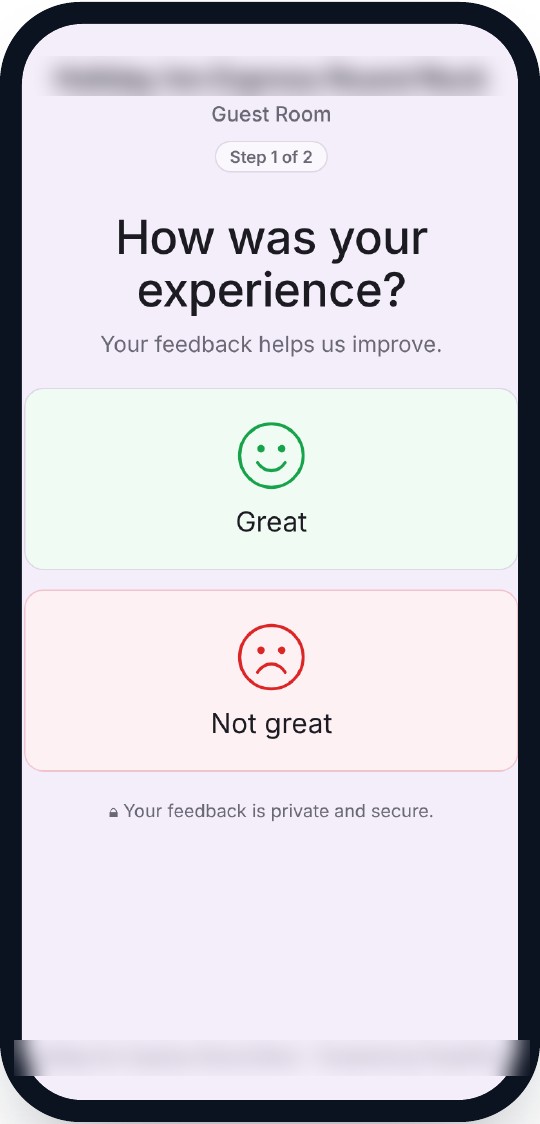 Guest Room
Step 1 of 2
How was your
experience?
Your feedback helps us improve.
Great
Not great
Your feedback is private and secure.